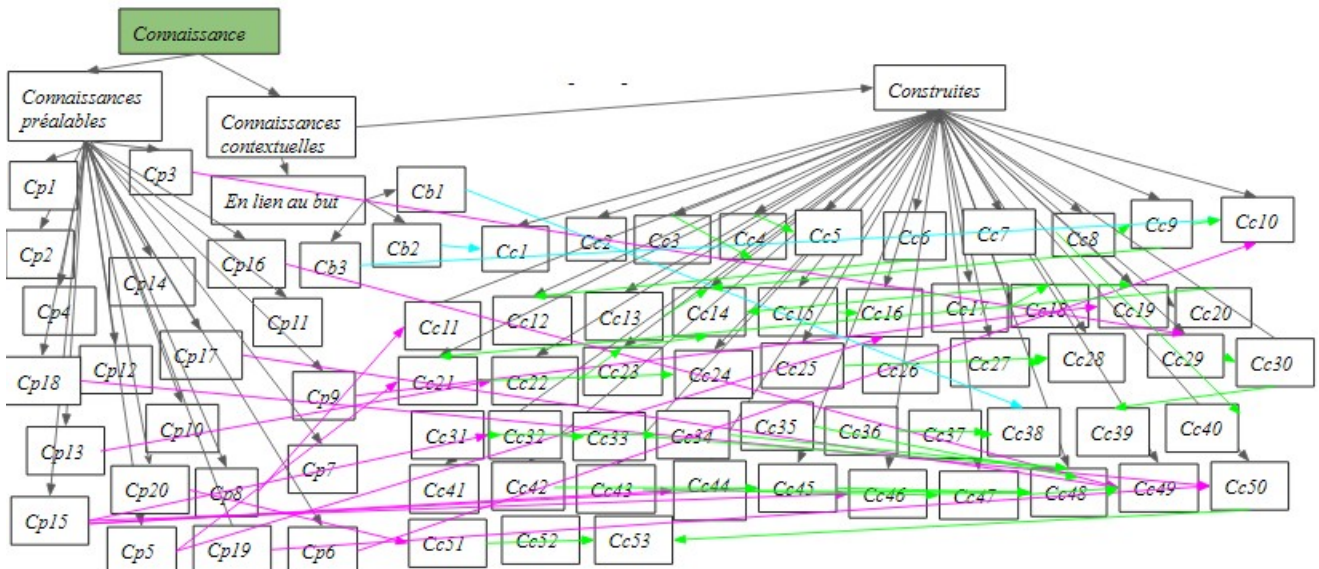 Connaissance
Connaissances
préalables
Connaissances
contextuelles
Construites
En lien au but
Cp1
Cp3
Cb1
Cp2
Cp16
Cb3
Cb2
Cc1
Cc2
Cc3
Cc4
Cc5
Cc6
Cc7
Cc8
Cc9
Cc10
Cp4
Cp14
Cp11
Cc11
Cc12
Cc13
Cc14
Cc15
Cc16
Cc17
Cc18
Cc19
Cc20
Cp18
Cp12
Cp17
Cp9
Cc21
Cc22
Cc23
Cc24
Cc25
Cc26
Cc27
Cc28
Cc29
Cc30
Cp13
Cp10
Cp7
Cc31
Cc32
Cc33
Cc34
Cc35
Cc36
Cc37
Cc38
Cc39
Cc40
Cp15
Cp20
Cp8
Cc41
Cc42
Cc43
Cc44
Cc45
Cc46
Cc47
Cc48
Cc49
Cc50
Cp5
Cp19
Cp6
Cc51
Cc52
Cc53